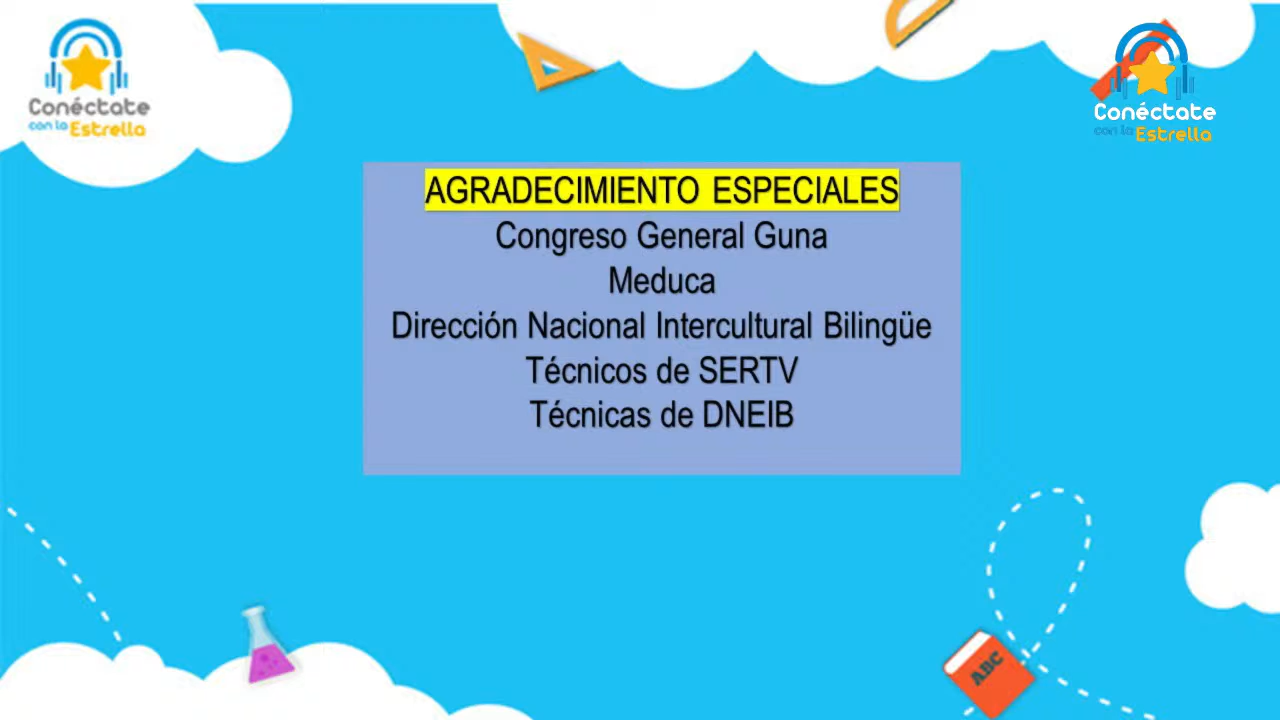 Conéctate
con la Estrella
Conéctate
con la Estrella
AGRADECIMIENTO ESPECIALES
Congreso General Guna
Meduca
Dirección Nacional Intercultural Bilingüe
Técnicos de SERTV
Técnicas de DNEIB
ABC